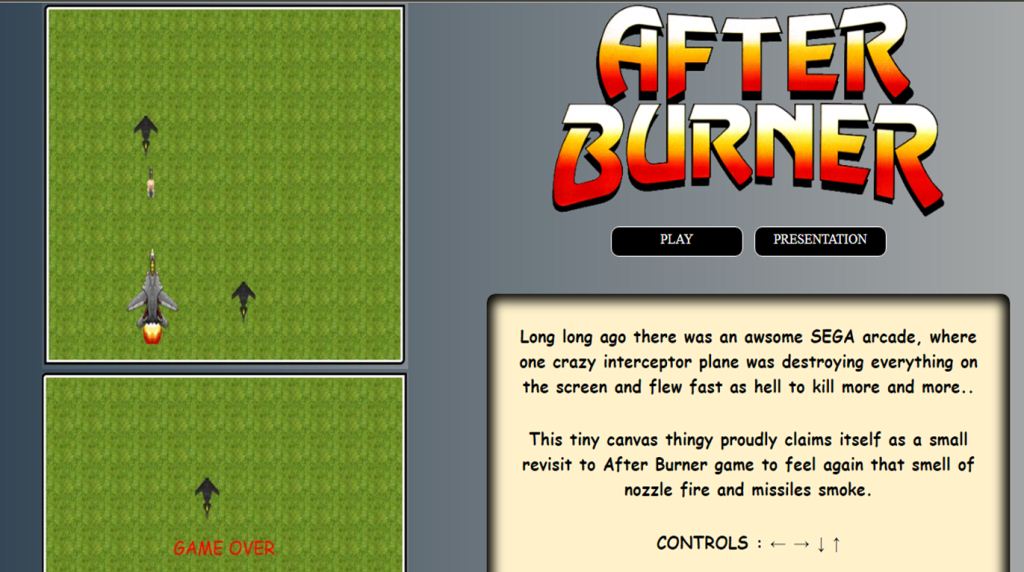 AFTER
BURNER
PLAY
PRESENTATION
Long long ago there was an awsome SEGA arcade, where
one crazy interceptor plane was destroying everything on
the screen and flew fast as hell to kill more and more..
This tiny canvas thingy proudly claims itself as a small
revisit to After Burner game to feel again that smell of
nozzle fire and missiles smoke.
CONTROLS : ← → ↓ ↑
GAME OVER